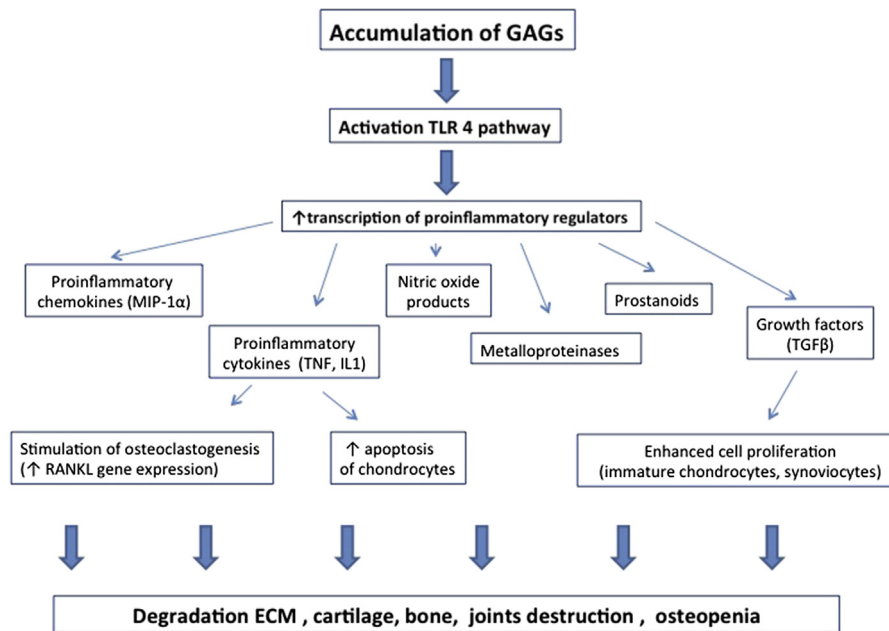 Accumulation of GAGs
Activation TLR 4 pathway
↑transcription of proinflammatory regulators
Proinflammatory
chemokines (MIP-1α)
Nitric oxide
products
Prostanoids
Growth factors
(TGFβ)
Proinflammatory
cytokines (TNF, IL1)
Metalloproteinases
Stimulation of osteoclastogenesis
(↑ RANKL gene expression)
↑ apoptosis
of chondrocytes
Enhanced cell proliferation
(immature chondrocytes, synoviocytes)
Degradation ECM , cartilage, bone, joints destruction , osteopenia